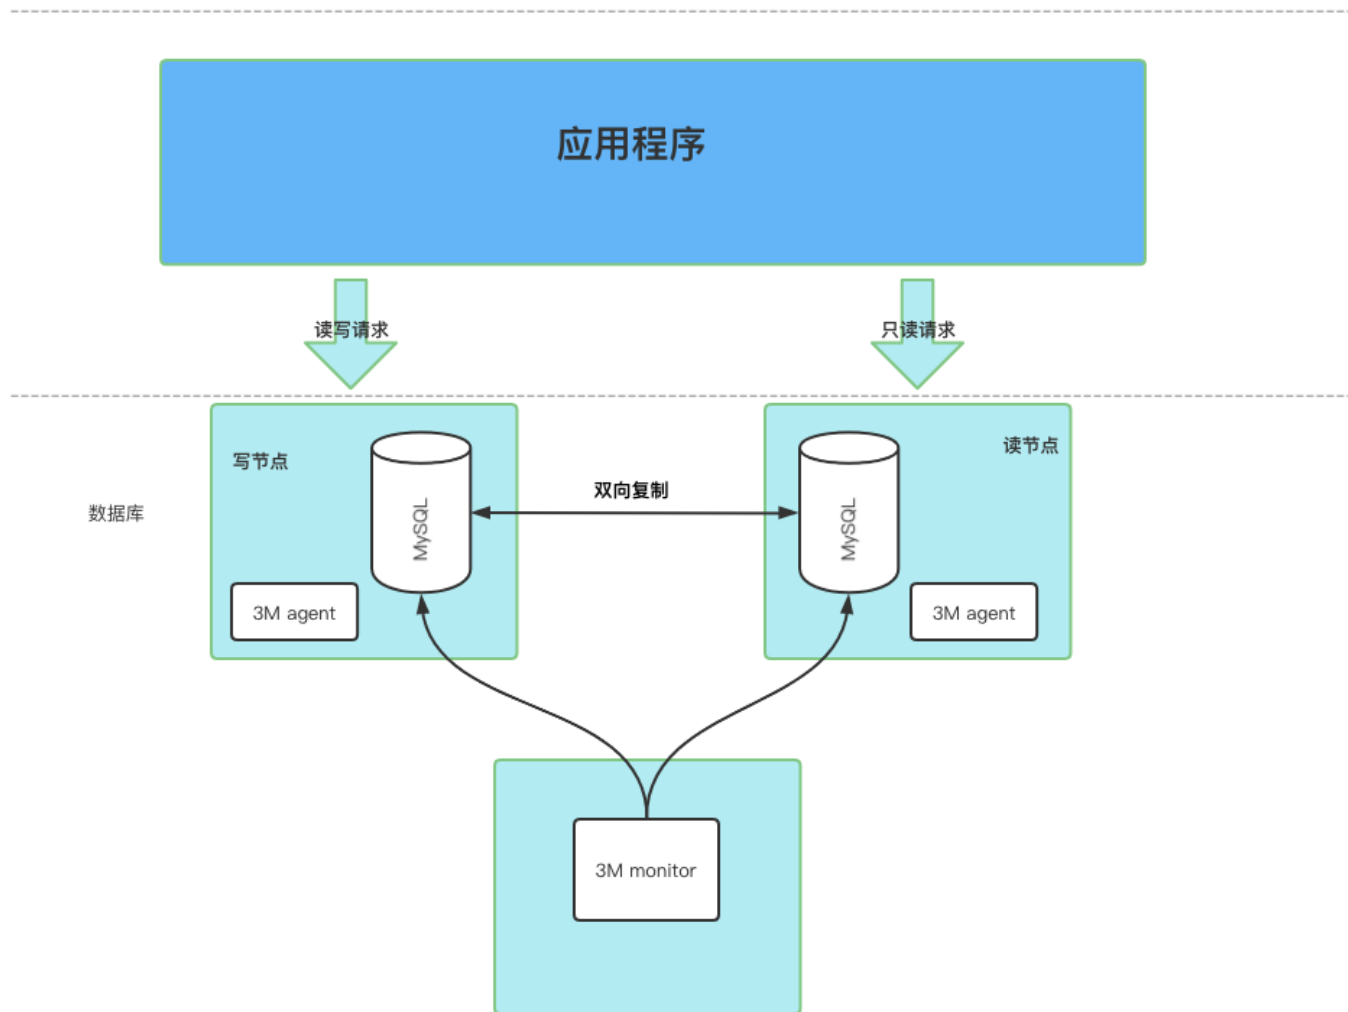 应用程序
读写请求
只读请求
写节点
读节点
双向复制
数据库
MySQL
MySQL
3M agent
3M agent
3M monitor